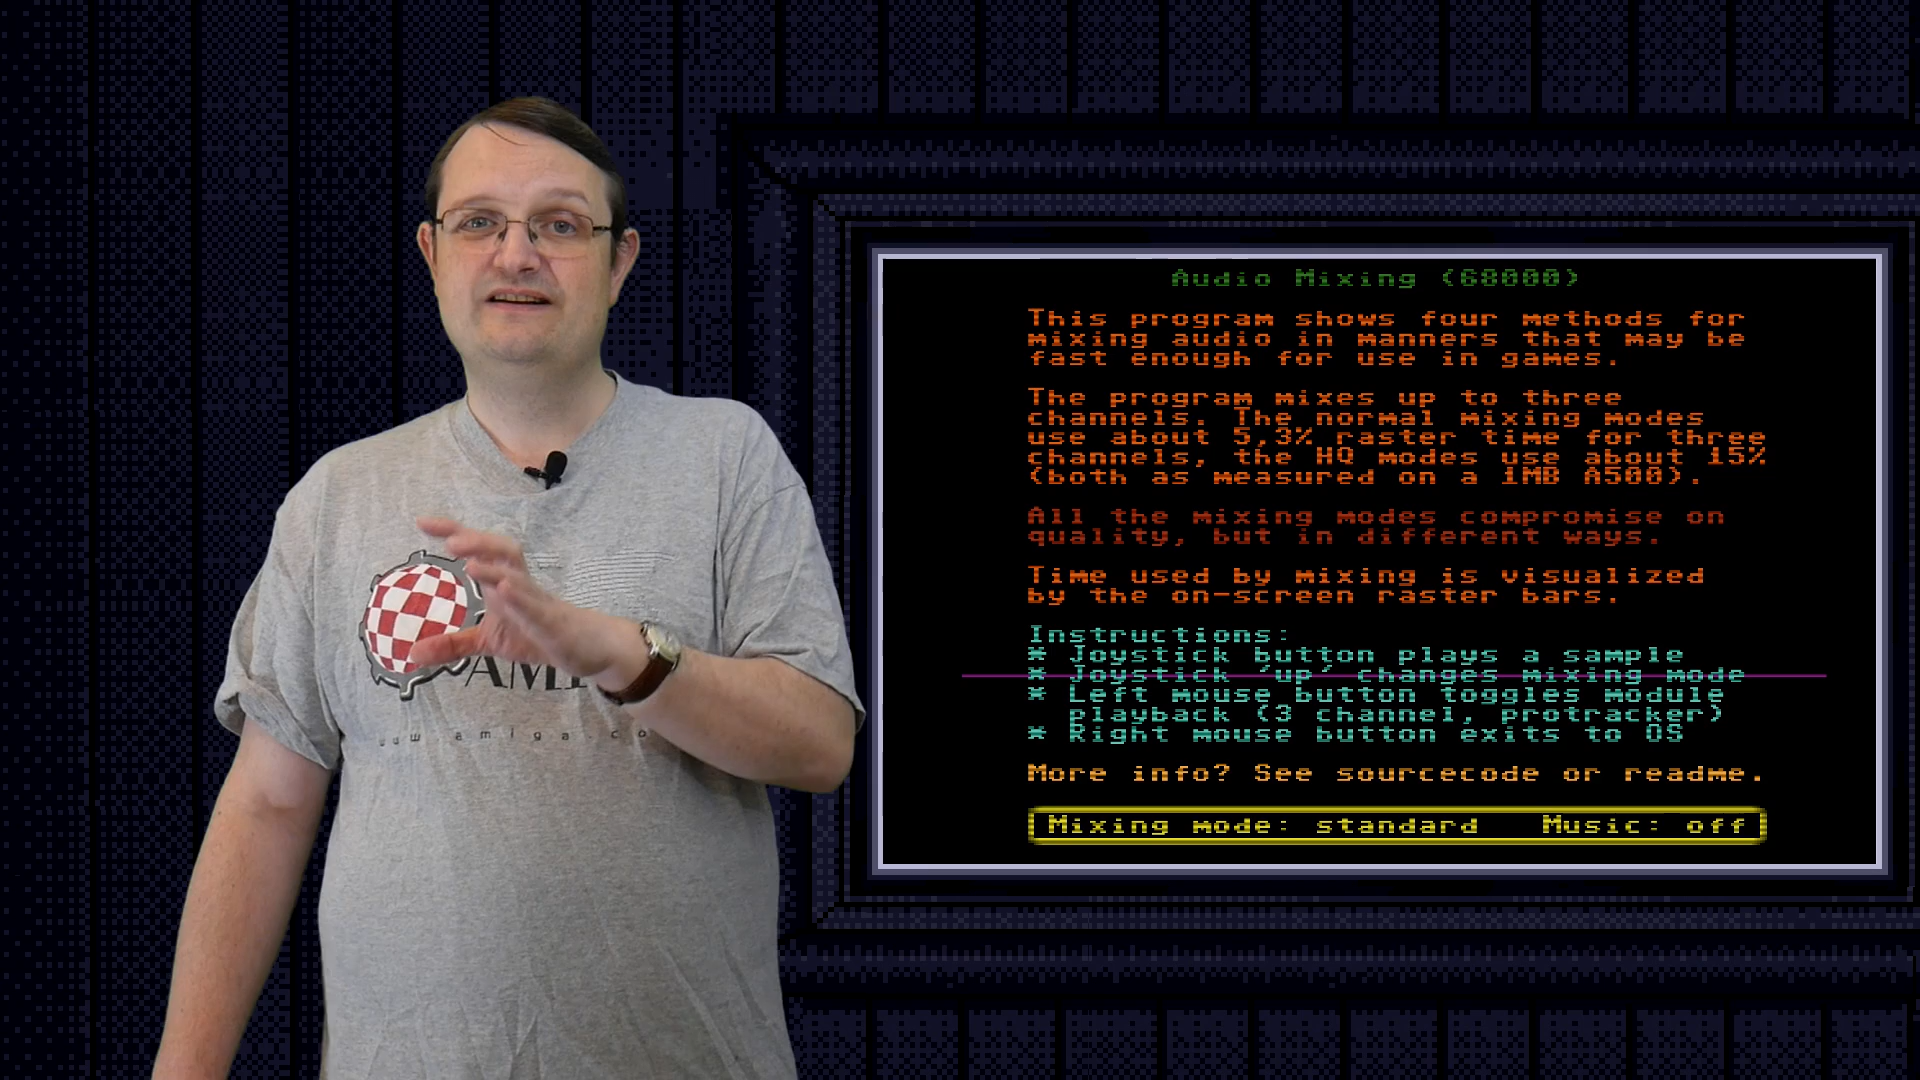 Audio Mixing (68000)
This program shows four methods for
mixing audio in manners that may be
fast enough for use in games.
The program mixes up to three
channels. The normal mixing modes
use about 5,3% raster time for three
channels, the HQ modes use about 15%
(both as measured on a 1MB A500).
All the mixing modes compromise on
quality, but in different ways.
Time used by mixing is visualized
by the on-screen raster bars.
Instructions:
* Joystick button plays a sample
* Joystick 'up' changes mixing mode
* Left mouse button toggles module
playback (3 channel, protracker)
* Right mouse button exits to OS
More info? See sourcecode or readme.
Mixing mode: standard Music: off
AMI
www.amiga.co